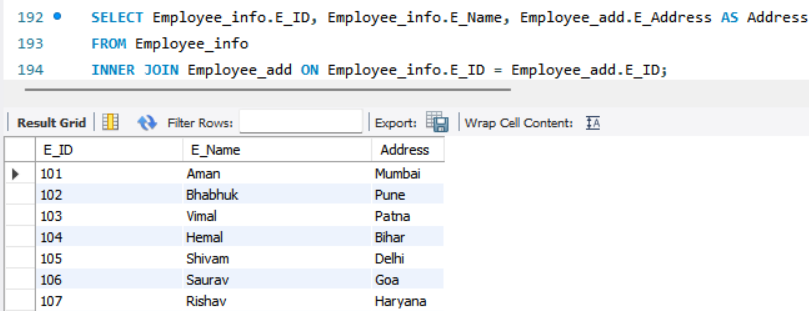 192 SELECT Employee_info.E_ID, Employee_info.E_Name, Employee_add.E_Address AS Address
193 FROM Employee_info
194 INNER JOIN Employee_add ON Employee_info.E_ID = Employee_add.E_ID;
Result Grid Filter Rows: Export: Wrap Cell Content: IA
E_ID E_Name Address
101 Aman Mumbai
102 Bhabhuk Pune
103 Vimal Patna
104 Hemal Bihar
105 Shivam Delhi
106 Saurav Goa
107 Rishav Haryana